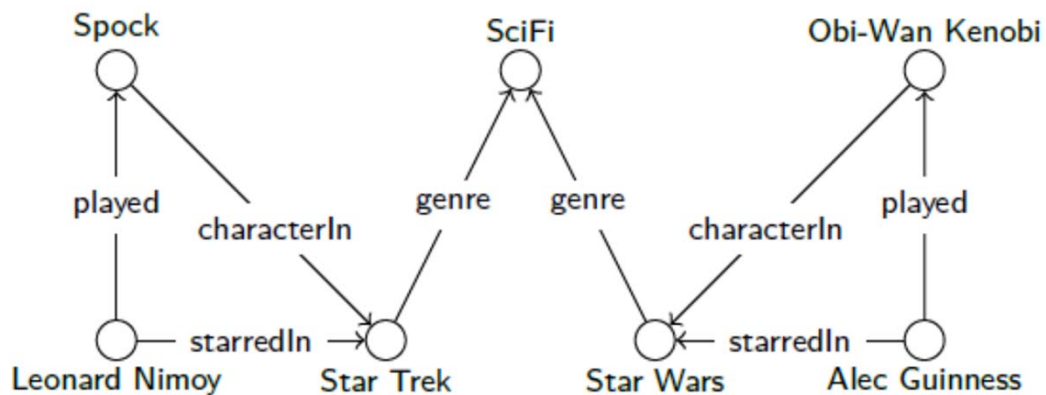 Spock
SciFi
Obi-Wan Kenobi
played
characterIn
genre
genre
characterIn
played
starredIn
starredIn
Leonard Nimoy
Star Trek
Star Wars
Alec Guinness